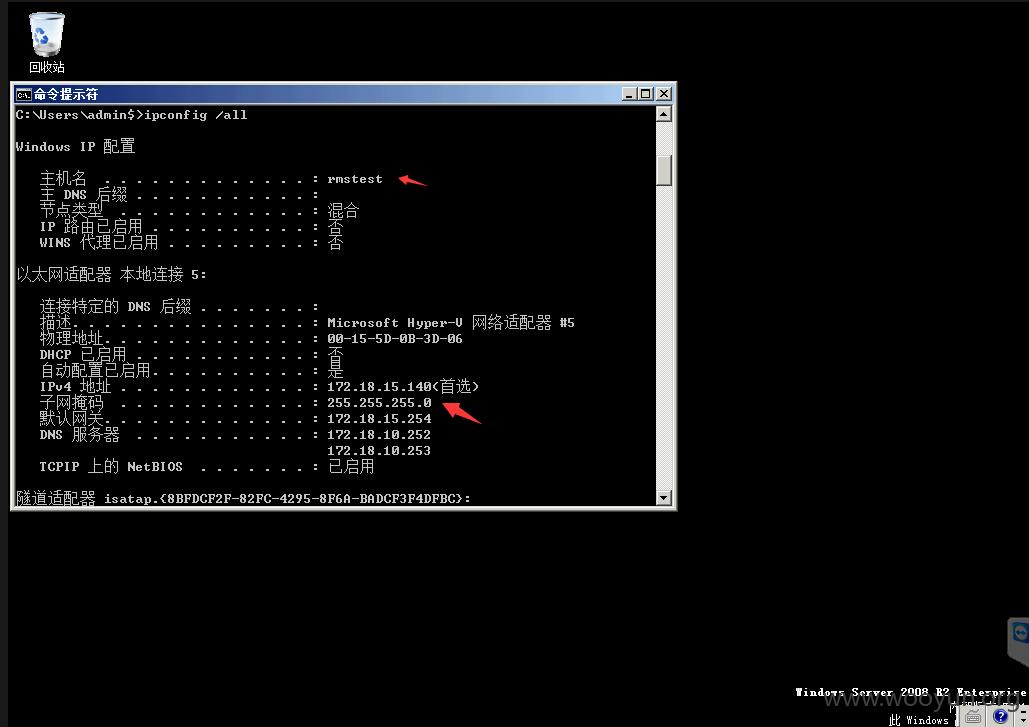 回收站
命令提示符
C:\Users\admin$>ipconfig /all
Windows IP 配置
主机名 . . . . . . . . . . . . . : rmstest
主 DNS 后缀 . . . . . . . . . . . :
节点类型 . . . . . . . . . . . . : 混合
IP 路由已启用 . . . . . . . . . . : 否
WINS 代理已启用 . . . . . . . . . : 否
以太网适配器 本地连接 5:
连接特定的 DNS 后缀 . . . . . . . :
描述. . . . . . . . . . . . . . . : Microsoft Hyper-V 网络适配器 #5
物理地址. . . . . . . . . . . . . : 00-15-5D-0B-3D-06
DHCP 已启用 . . . . . . . . . . . : 否
自动配置已启用. . . . . . . . . . : 是
IPv4 地址 . . . . . . . . . . . . : 172.18.15.140(首选)
子网掩码 . . . . . . . . . . . . : 255.255.255.0
默认网关. . . . . . . . . . . . . : 172.18.15.254
DNS 服务器 . . . . . . . . . . . : 172.18.10.252
172.18.10.253
TCPIP 上的 NetBIOS . . . . . . . : 已启用
隧道适配器 isatap.{8BFDCF2F-82FC-4295-8F6A-BADCF3F4DFBC}:
Windows Server 2008 R2 Enterprise
www.wooyun.org
此 Windows